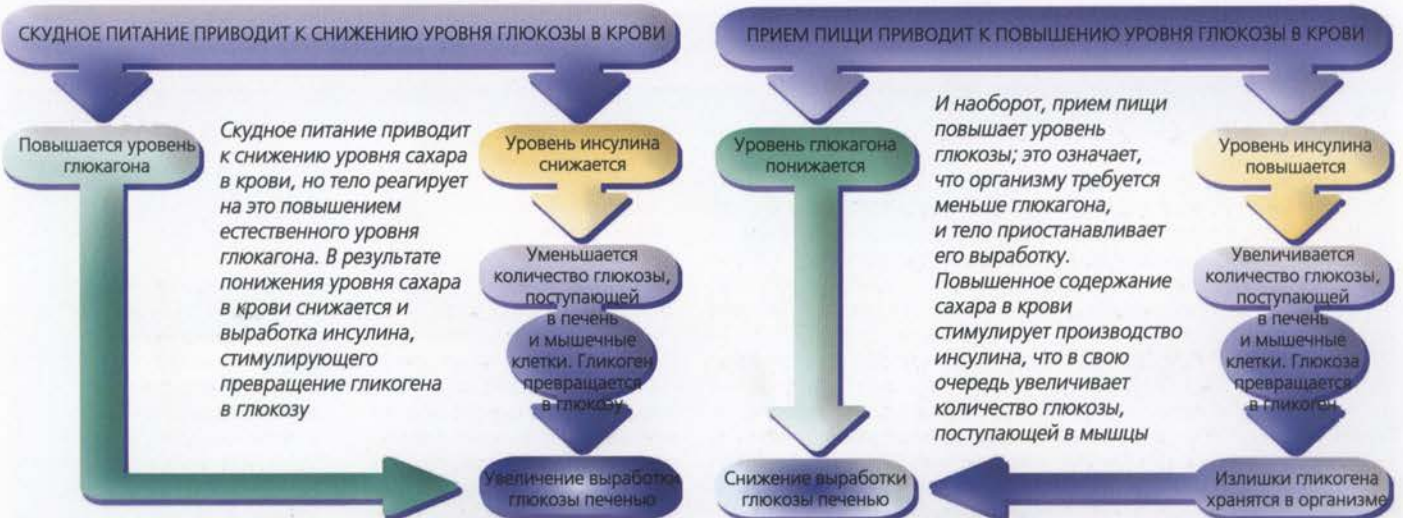 СКУДНОЕ ПИТАНИЕ ПРИВОДИТ К СНИЖЕНИЮ УРОВНЯ ГЛЮКОЗЫ В КРОВИ
Повышается уровень
глюкагона
Скудное питание приводит
к снижению уровня сахара
в крови, но тело реагирует
на это повышением
естественного уровня
глюкагона. В результате
понижения уровня сахара
в крови снижается и
выработка инсулина,
стимулирующего
превращение гликогена
в глюкозу
Уровень инсулина
снижается
Уменьшается
количество глюкозы,
поступающей
в печень
и мышечные
клетки. Гликоген
превращается
в глюкозу
Увеличение выработки
глюкозы печенью
ПРИЕМ ПИЩИ ПРИВОДИТ К ПОВЫШЕНИЮ УРОВНЯ ГЛЮКОЗЫ В КРОВИ
Уровень глюкагона
понижается
И наоборот, прием пищи
повышает уровень
глюкозы; это означает,
что организму требуется
меньше глюкагона,
и тело приостанавливает
его выработку.
Повышенное содержание
сахара в крови
стимулирует производство
инсулина, что в свою
очередь увеличивает
количество глюкозы,
поступающей в мышцы
Уровень инсулина
повышается
Увеличивается
количество глюкозы,
поступающей
в печень
и мышечные
клетки. Глюкоза
превращается
в гликоген
Излишки гликогена
хранятся в организме
Снижение выработки
глюкозы печенью